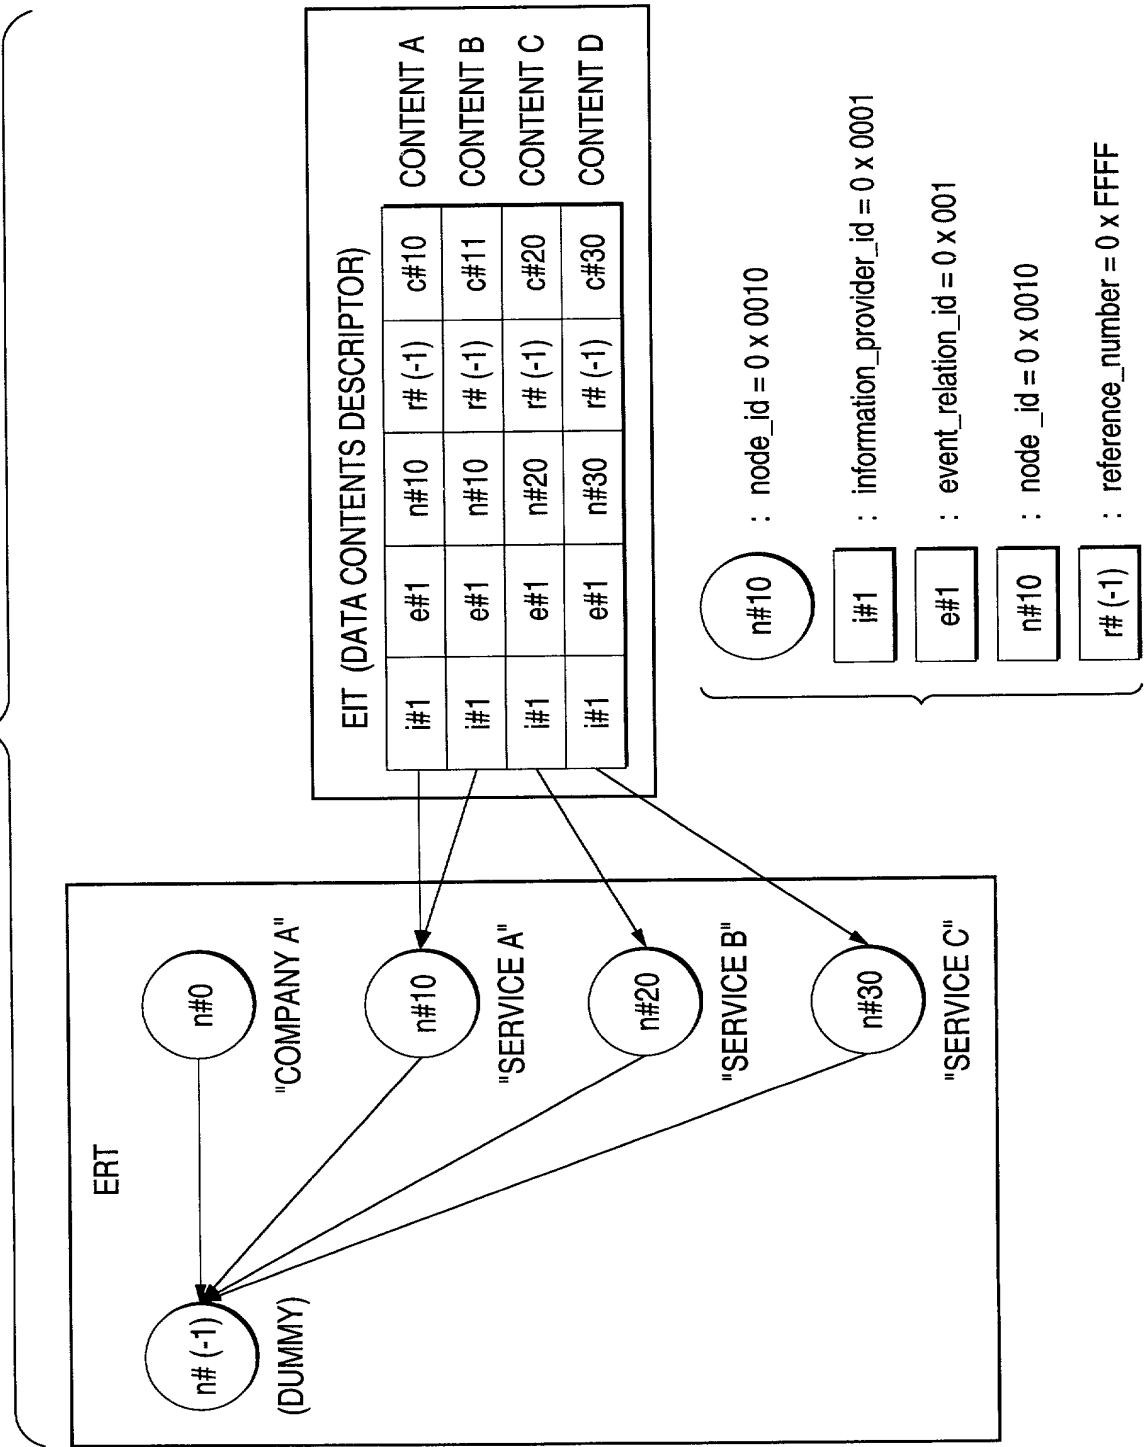 ERT
n# (-1)
(DUMMY)
n#0
"COMPANY A"
n#10
"SERVICE A"
n#20
"SERVICE B"
n#30
"SERVICE C"
EIT (DATA CONTENTS DESCRIPTOR)
i#1 e#1 n#10 r# (-1) c#10 CONTENT A
i#1 e#1 n#10 r# (-1) c#11 CONTENT B
i#1 e#1 n#20 r# (-1) c#20 CONTENT C
i#1 e#1 n#30 r# (-1) c#30 CONTENT D
n#10 : node_id = 0 x 0010
i#1 : information_provider_id = 0 x 0001
e#1 : event_relation_id = 0 x 001
n#10 : node _id = 0 x 0010
r# (-1) : reference_number = 0 x FFFF